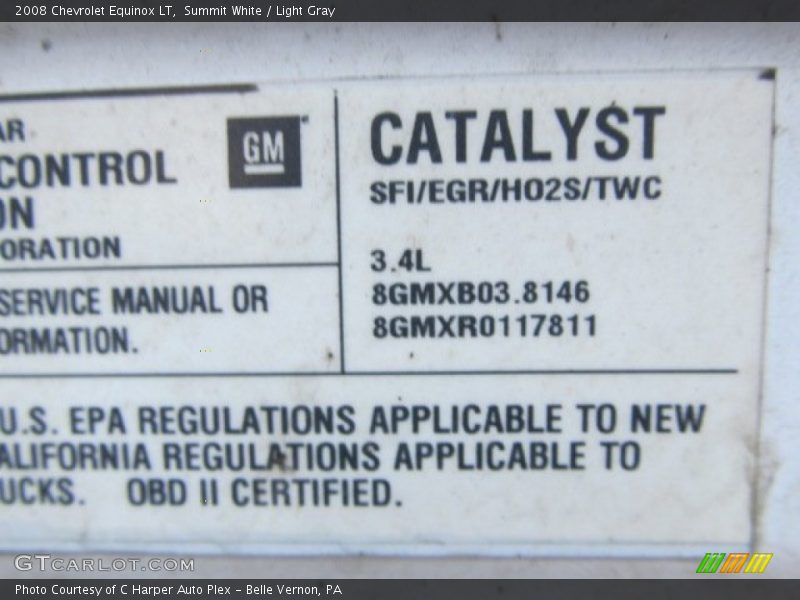 2008 Chevrolet Equinox LT,  Summit White / Light Gray
AR
CONTROL
ON
ORATION
GM
SERVICE MANUAL OR
ORMATION.
CATALYST
SFI/EGR/HO2S/TWC
3.4L
8GMXB03.8146
8GMXR0117811
U.S. EPA REGULATIONS APPLICABLE TO NEW
ALIFORNIA REGULATIONS APPLICABLE TO
UCKS.   OBD II CERTIFIED.
GTCARLOT.COM
Photo Courtesy of C Harper Auto Plex - Belle Vernon, PA